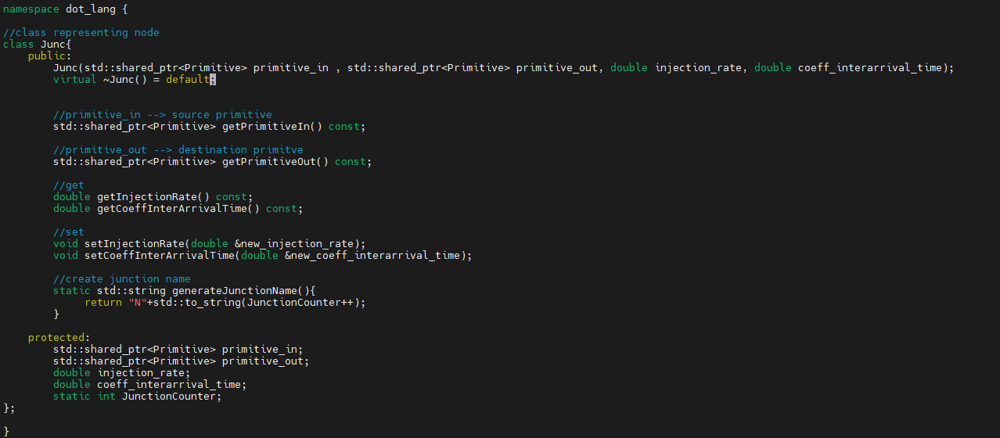 namespace dot_lang {
//class representing node
class Junc{
public:
Junc(std::shared_ptr<Primitive> primitive_in , std::shared_ptr<Primitive> primitive_out, double injection_rate, double coeff_interarrival_time);
virtual ~Junc() = default;
//primitive_in --> source primitive
std::shared_ptr<Primitive> getPrimitiveIn() const;
//primitive_out --> destination primitve
std::shared_ptr<Primitive> getPrimitiveOut() const;
//get
double getInjectionRate() const;
double getCoeffInterArrivalTime() const;
//set
void setInjectionRate(double &new_injection_rate);
void setCoeffInterArrivalTime(double &new_coeff_interarrival_time);
//create junction name
static std::string generateJunctionName(){
return "N"+std::to_string(JunctionCounter++);
}
protected:
std::shared_ptr<Primitive> primitive_in;
std::shared_ptr<Primitive> primitive_out;
double injection_rate;
double coeff_interarrival_time;
static int JunctionCounter;
};
}